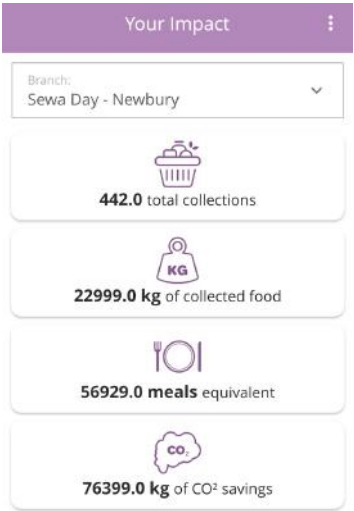 Your Impact
Branch:
Sewa Day - Newbury
442.0 total collections
KG
22999.0 kg of collected food
56929.0 meals equivalent
CO₂
76399.0 kg of CO² savings